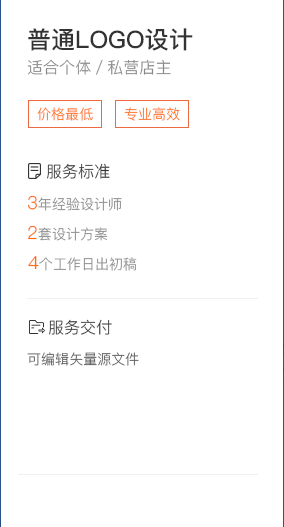 普通LOGO设计
适合个体 / 私营店主
价格最低 专业高效
服务标准
3年经验设计师
2套设计方案
4个工作日出初稿
服务交付
可编辑矢量源文件